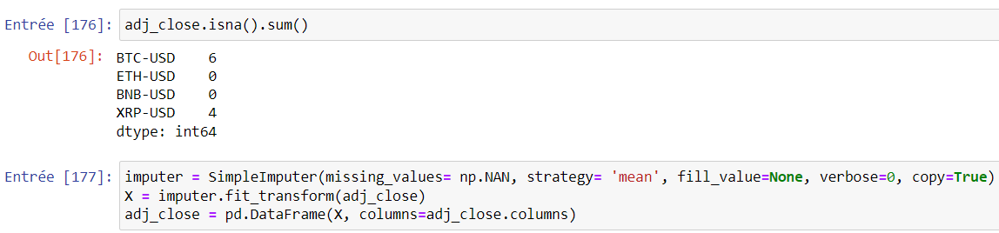 Entrée [176]: adj_close.isna().sum()
Out[176]: BTC-USD    6
ETH-USD    0
BNB-USD    0
XRP-USD    4
dtype: int64
Entrée [177]: imputer = SimpleImputer(missing_values= np.NAN, strategy= 'mean', fill_value=None, verbose=0, copy=True)
X = imputer.fit_transform(adj_close)
adj_close = pd.DataFrame(X, columns=adj_close.columns)